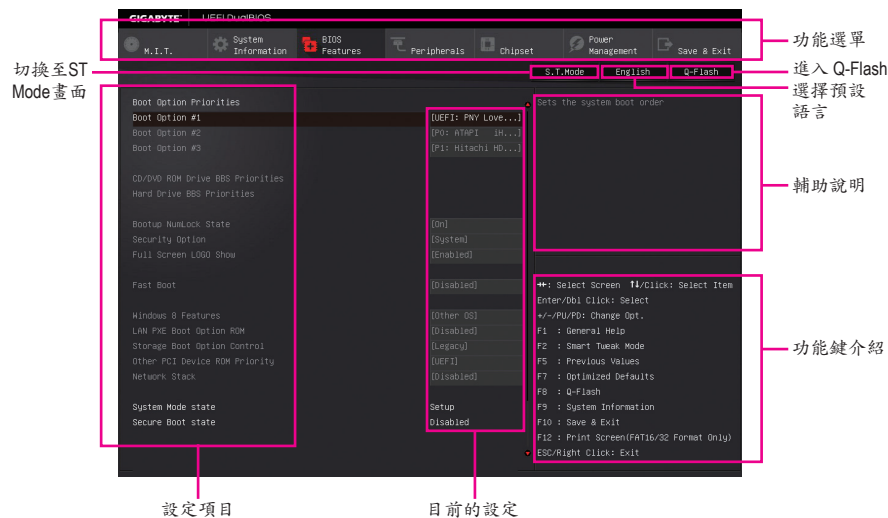 GIGABYTE UEFI DualBIOS
M.I.T. System Information BIOS Features Peripherals Chipset Power Management Save & Exit
功能選單
切換至ST Mode畫面
S.T.Mode English Q-Flash
進入 Q-Flash
選擇預設語言
Boot Option Priorities
Boot Option #1 [UEFI: PNY Love...]
Boot Option #2 [P0: ATAPI iH...]
Boot Option #3 [P1: Hitachi HD...]
CD/DVD ROM Drive BBS Priorities
Hard Drive BBS Priorities
Bootup NumLock State [On]
Security Option [System]
Full Screen LOGO Show [Enabled]
Fast Boot [Disabled]
Windows 8 Features [Other OS]
LAN PXE Boot Option ROM [Disabled]
Storage Boot Option Control [Legacy]
Other PCI Device ROM Priority [UEFI]
Network Stack [Disabled]
System Mode state Setup
Secure Boot state Disabled
Sets the system boot order
輔助說明
→←: Select Screen ↑↓/Click: Select Item
Enter/Dbl Click: Select
+/-/PU/PD: Change Opt.
F1 : General Help
F2 : Smart Tweak Mode
F5 : Previous Values
F7 : Optimized Defaults
F8 : Q-Flash
F9 : System Information
F10 : Save & Exit
F12 : Print Screen(FAT16/32 Format Only)
ESC/Right Click: Exit
功能鍵介紹
設定項目
目前的設定